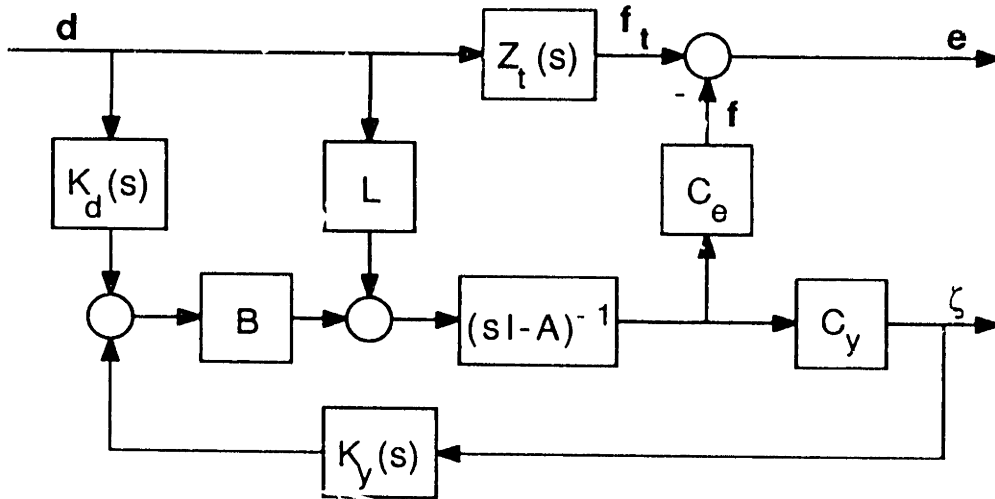 d
f_t
e
Z_t(s)
-
f
K_d(s)
L
C_e
B
(sI-A)^{-1}
C_y
ζ
K_y(s)